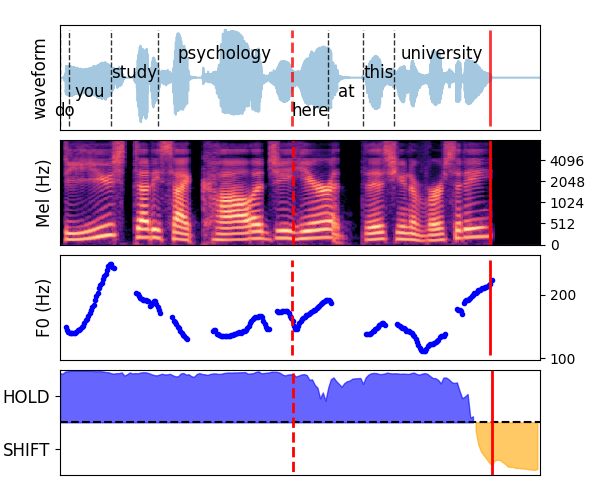 waveform
do you study psychology here at this university
Mel (Hz)
4096
2048
1024
512
0
F0 (Hz)
200
100
HOLD
SHIFT